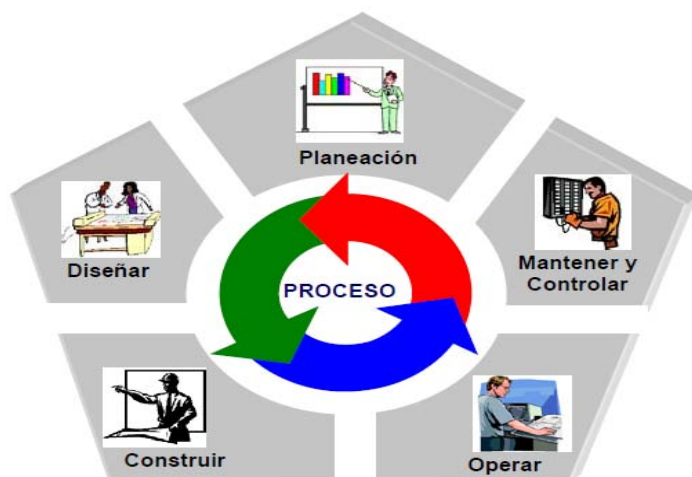 Planeación
Diseñar
PROCESO
Mantener y
Controlar
Construir
Operar